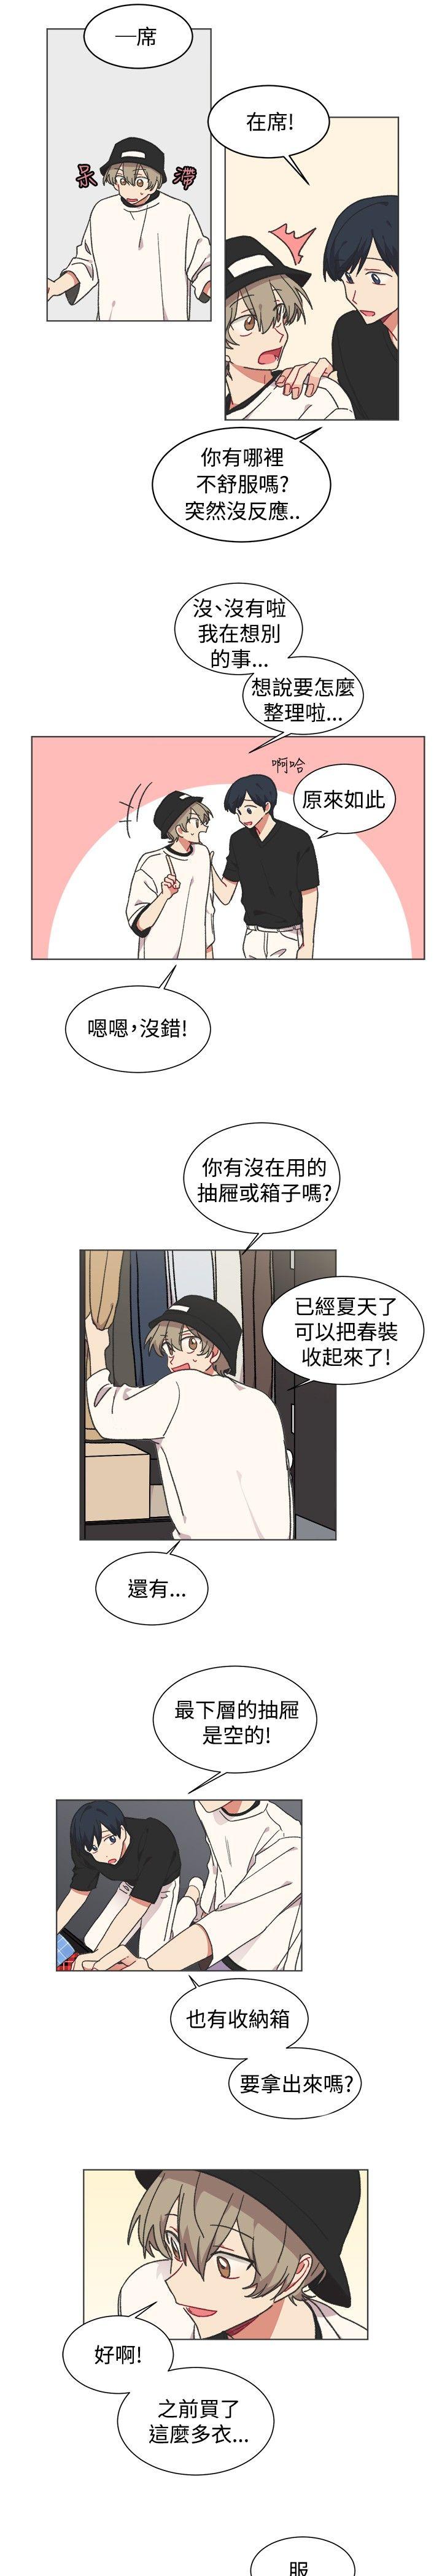 一席
呆滯
在席!
你有哪裡
不舒服嗎?
突然沒反應..
沒、沒有啦
我在想別
的事...
想說要怎麼
整理啦...
啊哈
原來如此
嗯嗯,沒錯!
你有沒在用的
抽屜或箱子嗎?
已經夏天了
可以把春裝
收起來了!
還有...
最下層的抽屜
是空的!
也有收納箱
要拿出來嗎?
好啊!
之前買了
這麼多衣...
服